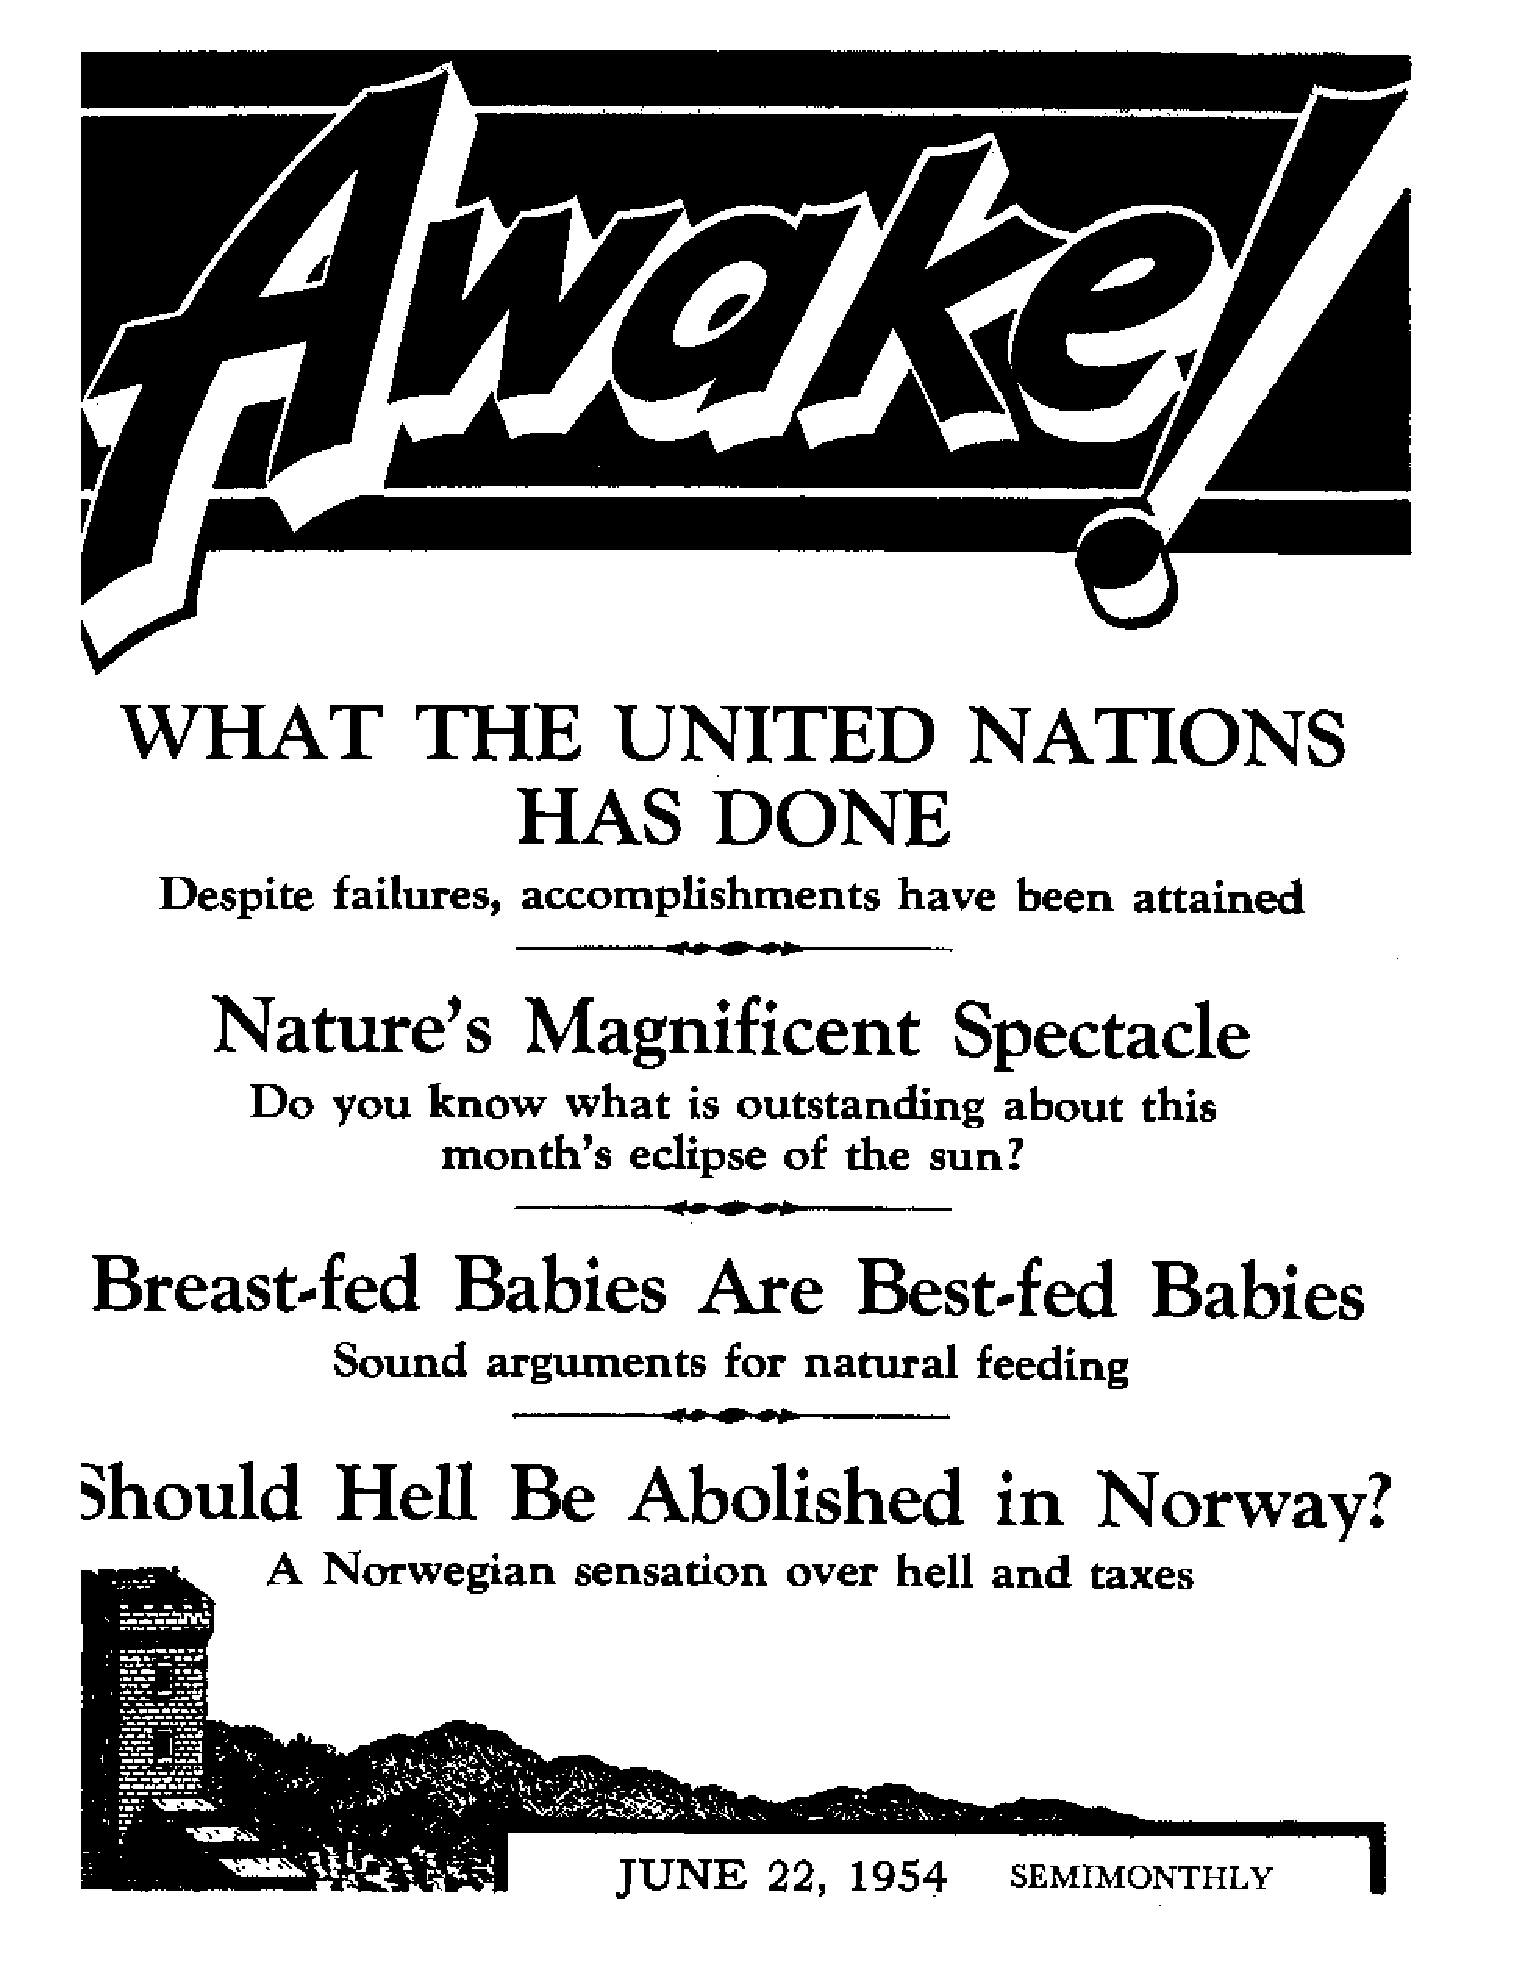 Awake!
WHAT THE UNITED NATIONS
HAS DONE
Despite failures, accomplishments have been attained
Nature's Magnificent Spectacle
Do you know what is outstanding about this
month's eclipse of the sun?
Breast-fed Babies Are Best-fed Babies
Sound arguments for natural feeding
Should Hell Be Abolished in Norway?
A Norwegian sensation over hell and taxes
JUNE 22, 1954 SEMIMONTHLY